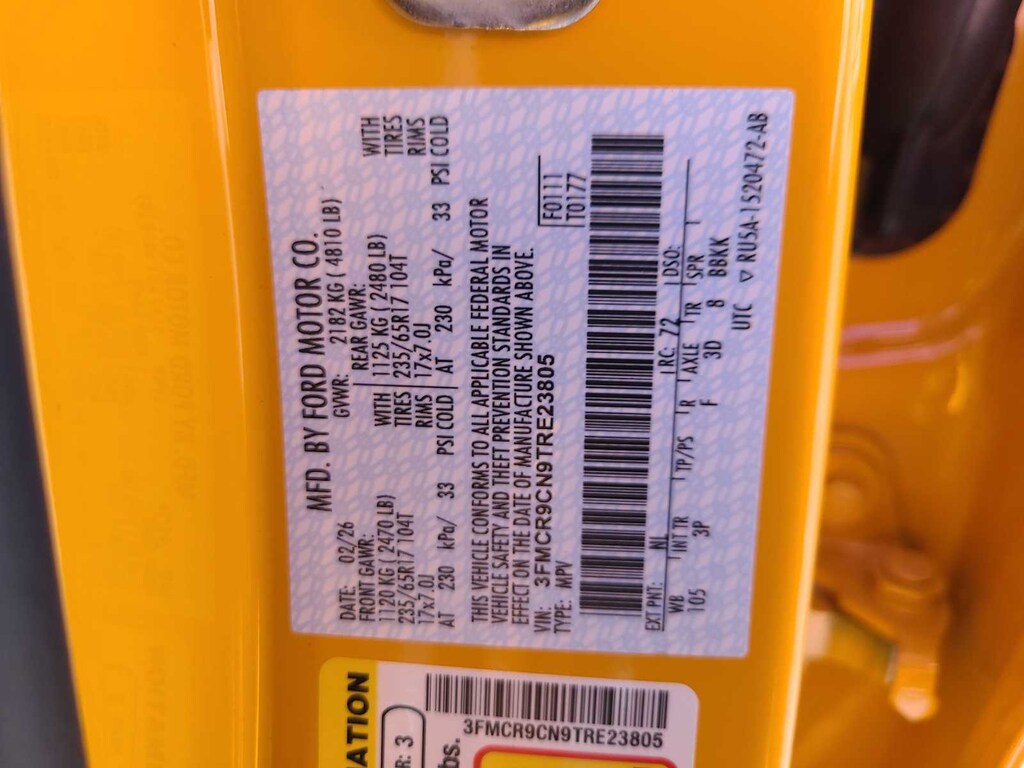 MFD. BY FORD MOTOR CO.
DATE: 02/26 GVWR: 2182 KG ( 4810 LB)
FRONT GAWR: REAR GAWR:
1120 KG ( 2470 LB) WITH 1125 KG ( 2480 LB) WITH
235/65R17 104T TIRES 235/65R17 104T TIRES
17x7.0J RIMS 17x7.0J RIMS
AT 230 kPa/ 33 PSI COLD AT 230 kPa/ 33 PSI COLD
THIS VEHICLE CONFORMS TO ALL APPLICABLE FEDERAL MOTOR
VEHICLE SAFETY AND THEFT PREVENTION STANDARDS IN
EFFECT ON THE DATE OF MANUFACTURE SHOWN ABOVE.
VIN: 3FMCR9CN9TRE23805 F0111
TYPE: MPV T0177
EXT PNT: NL RC: 72 DSO:
WB INT TR TP/PS R AXLE TR SPR
105 3P F 3D 8 BBKK
UTC ▽ RU5A-1520472-AB
3FMCR9CN9TRE23805